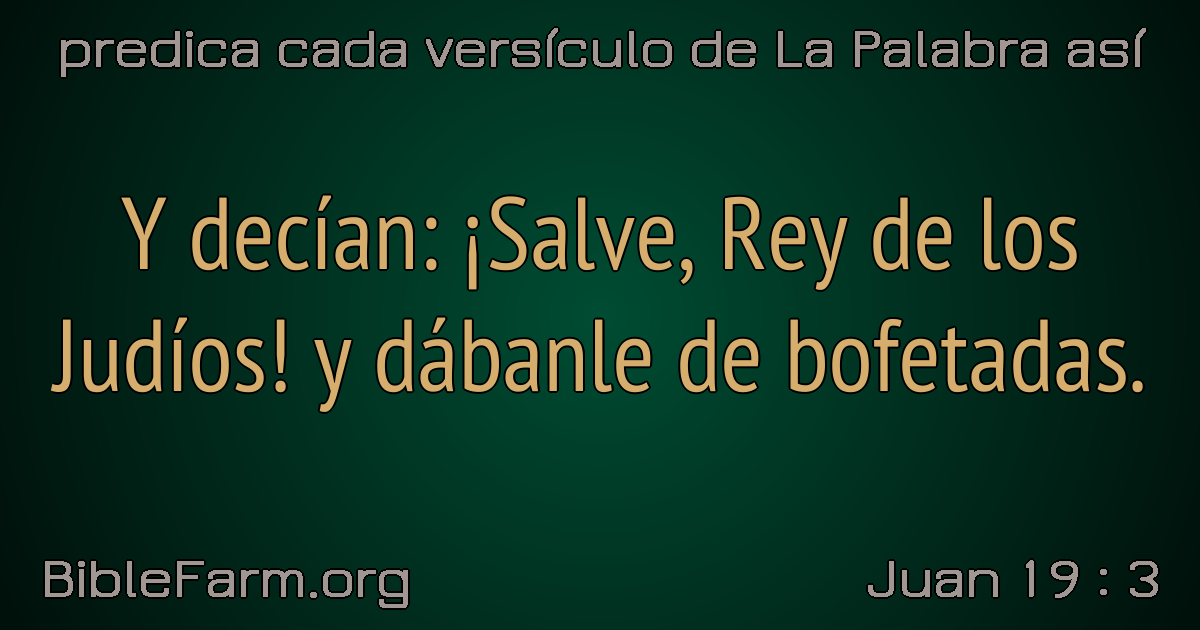 predica cada versículo de La Palabra así
Y decían: ¡Salve, Rey de los
Judíos! y dábanle de bofetadas.
BibleFarm.org
Juan 19 : 3